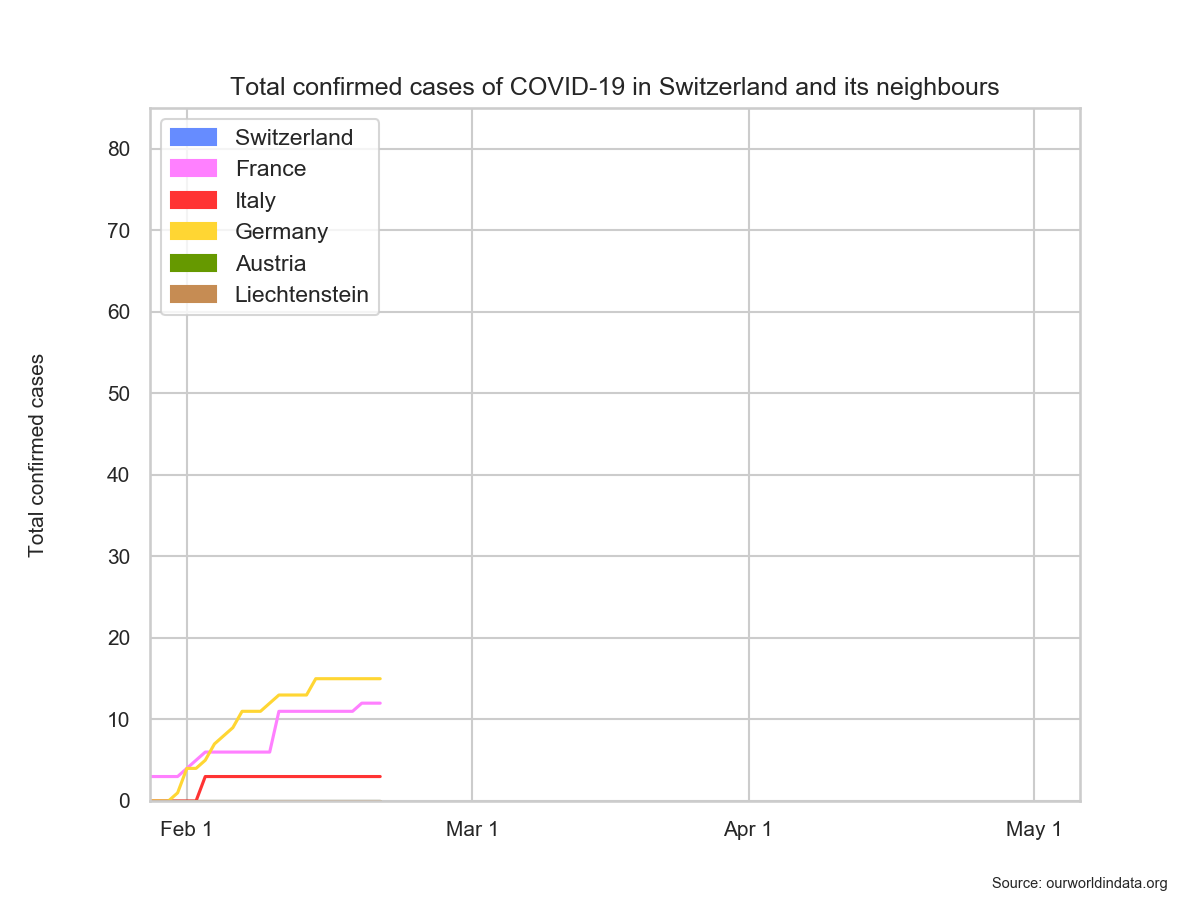 Total confirmed cases of COVID-19 in Switzerland and its neighbours
Switzerland
France
Italy
Germany
Austria
Liechtenstein
Total confirmed cases
80
70
60
50
40
30
20
10
0
Feb 1
Mar 1
Apr 1
May 1
Source: ourworldindata.org